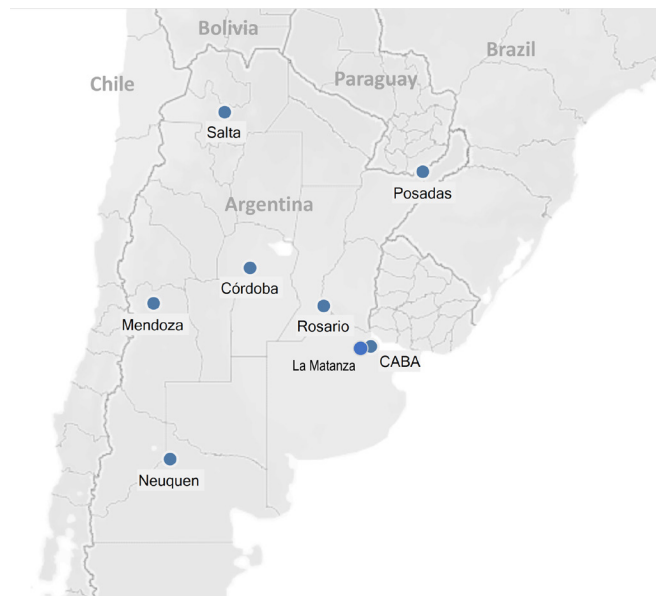 Bolivia
Brazil
Chile
Paraguay
Salta
Posadas
Argentina
Córdoba
Mendoza
Rosario
La Matanza
CABA
Neuquen